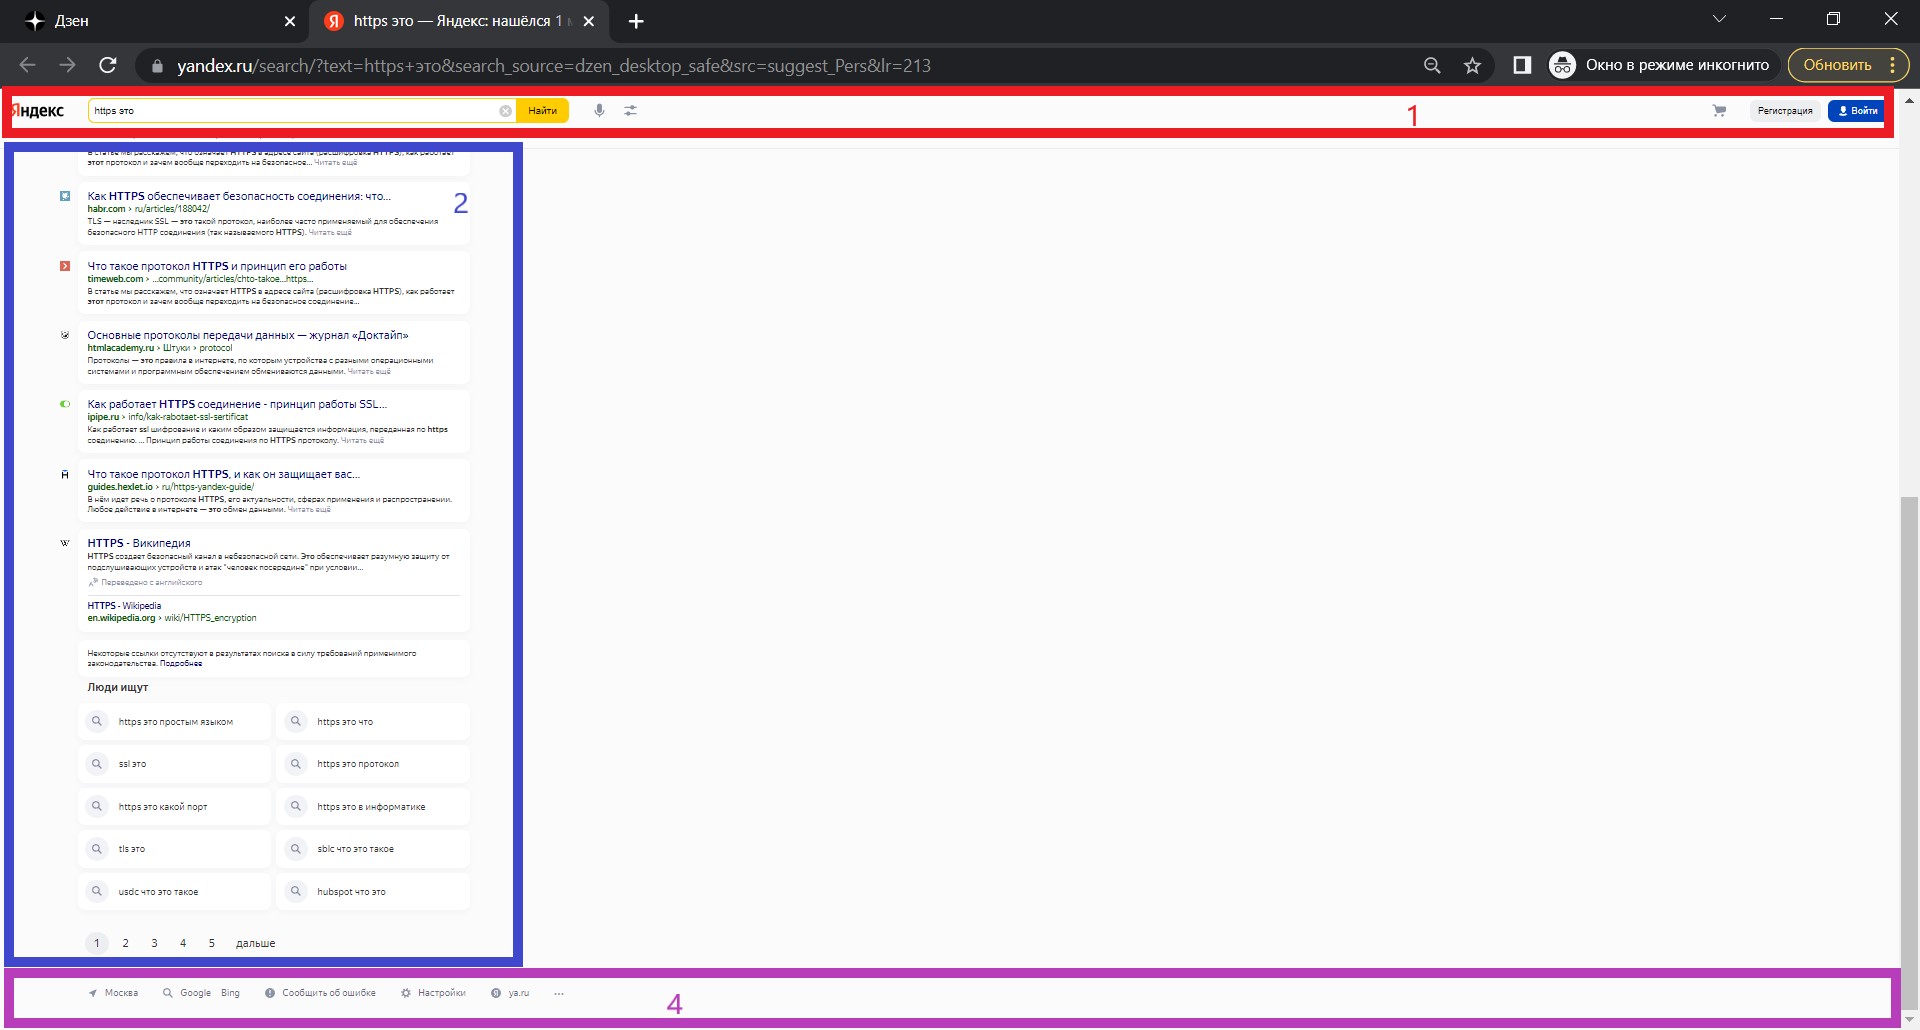 Дзен
https это — Яндекс: нашёлся 1
yandex.ru/search/?text=https+это&search_source=dzen_desktop_safe&src=suggest_Pers&lr=213
Окно в режиме инкогнито
Обновить
Яндекс
https это
Найти
1
Регистрация
Войти
В статье мы расскажем, что означает HTTPS в адресе сайта (расшифровка HTTPS), как работает
этот протокол и зачем вообще переходить на безопасное... Читать ещё
2
Как HTTPS обеспечивает безопасность соединения: что...
habr.com › ru/articles/188042/
TLS — наследник SSL — это такой протокол, наиболее часто применяемый для обеспечения
безопасного HTTP соединения (так называемого HTTPS). Читать ещё
Что такое протокол HTTPS и принцип его работы
timeweb.com › ...community/articles/chto-takoe...https...
В статье мы расскажем, что означает HTTPS в адресе сайта (расшифровка HTTPS), как работает
этот протокол и зачем вообще переходить на безопасное соединение...
Основные протоколы передачи данных — журнал «Доктайп»
htmlacademy.ru › Штуки › protocol
Протоколы — это правила в интернете, по которым устройства с разными операционными
системами и программным обеспечением обмениваются данными. Читать ещё
Как работает HTTPS соединение - принцип работы SSL...
ipipe.ru › info/kak-rabotaet-ssl-sertificat
Как работает ssl шифрование и каким образом защищается информация, переданная по https
соединению. ... Принцип работы соединения по HTTPS протоколу. Читать ещё
Что такое протокол HTTPS, и как он защищает вас...
guides.hexlet.io › ru/https-yandex-guide/
В нём идет речь о протоколе HTTPS, его актуальности, сферах применения и распространении.
Любое действие в интернете — это обмен данными. Читать ещё
HTTPS - Википедия
HTTPS создает безопасный канал в небезопасной сети. Это обеспечивает разумную защиту от
подслушивающих устройств и атак "человек посередине" при условии...
Переведено с английского
HTTPS - Wikipedia
en.wikipedia.org › wiki/HTTPS_encryption
Некоторые ссылки отсутствуют в результатах поиска в силу требований применимого
законодательства. Подробнее
Люди ищут
https это простым языком
https это что
ssl это
https это протокол
https это какой порт
https это в информатике
tls это
sblc что это такое
usdc что это такое
hubspot что это
1 2 3 4 5 дальше
Москва Google Bing Сообщить об ошибке Настройки ya.ru ...
4